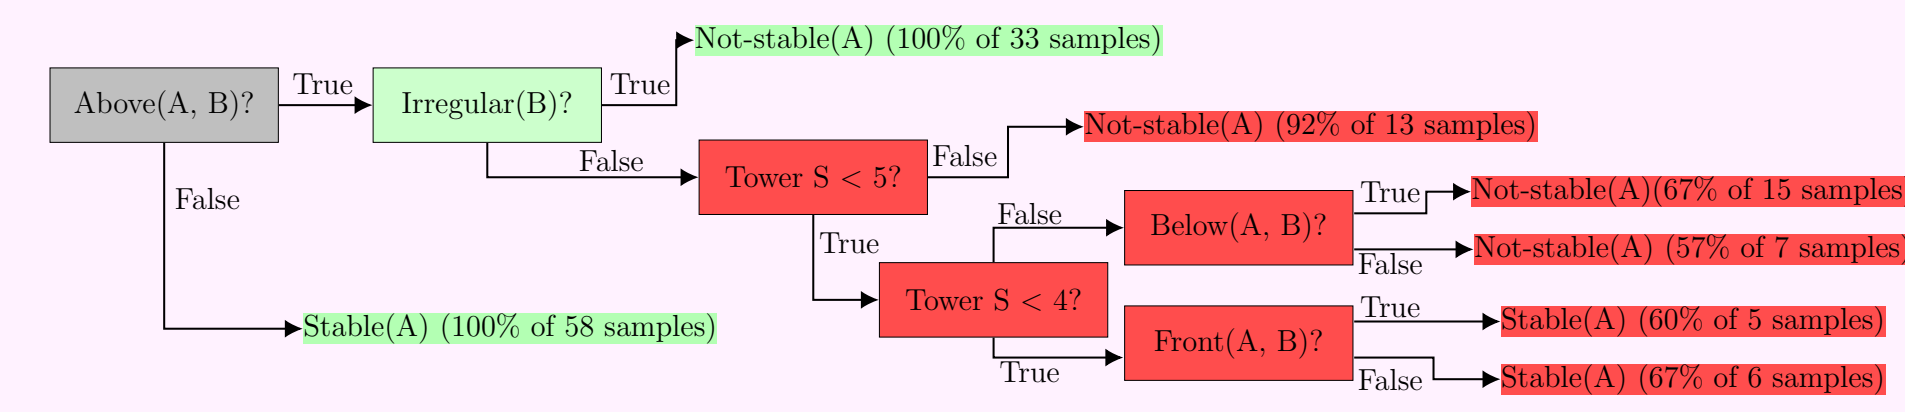 Not-stable(A) (100% of 33 samples)
Above(A, B)?
True
Irregular(B)?
True
Not-stable(A) (92% of 13 samples)
False
Tower S < 5?
False
False
Not-stable(A)(67% of 15 samples
True
False
Below(A, B)?
True
Not-stable(A) (57% of 7 samples)
False
Tower S < 4?
Stable(A) (100% of 58 samples)
True
Front(A, B)?
Stable(A) (60% of 5 samples)
True
False
Stable(A) (67% of 6 samples)